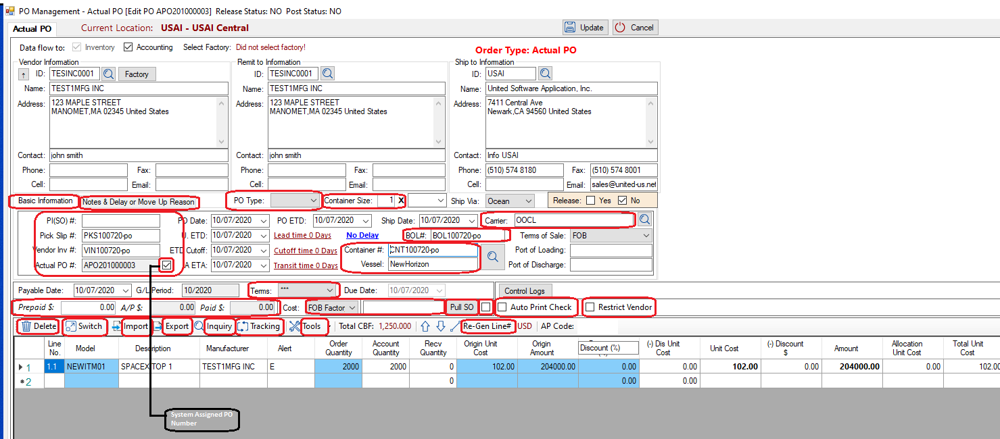 PO Management - Actual PO [Edit PO APO201000003] Release Status: NO Post Status: NO
Actual PO Current Location: USAI - USAI Central Update Cancel
Data flow to: Inventory Accounting Select Factory: Did not select factory! Order Type: Actual PO
Vendor Information Remit to Information Ship to Information
ID: TESINC0001 Factory ID: TESINC0001 ID: USAI
Name: TEST1MFG INC Name: TEST1MFG INC Name: United Software Application, Inc.
Address: 123 MAPLE STREET Address: 123 MAPLE STREET Address: 7411 Central Ave
MANOMET,MA 02345 United States MANOMET,MA 02345 United States Newark,CA 94560 United States
Contact: john smith Contact: john smith Contact: Info USAI
Phone: Fax: Phone: Fax: Phone: (510) 574 8180 Fax: (510) 574 8001
Cell: Email: Cell: Email: Cell: Email: sales@united-us.net
Basic Information Notes & Delay or Move Up Reason PO Type: Container Size: 1 X Ship Via: Ocean Release: Yes No
PI(SO) #: PO Date: 10/07/2020 PO ETD: 10/07/2020 Ship Date: 10/07/2020 Carrier: OOCL
Pick Slip #: PKS100720-po U. ETD: 10/07/2020 Lead time 0 Days No Delay BOL#: BOL100720-po Terms of Sale: FOB
Vendor Inv #: VIN100720-po ETD Cutoff: 10/07/2020 Cutoff time 0 Days Container #: CNT100720-po Port of Loading:
Actual PO #: APO201000003 A ETA: 10/07/2020 Transit time 0 Days Vessel: NewHorizon Port of Discharge:
Payable Date: 10/07/2020 G/L Period: 10/2020 Terms: *** Due Date: 10/07/2020 Control Logs
Prepaid $: 0.00 A/P $: 0.00 Paid $: 0.00 Cost: FOB Factor Pull SO Auto Print Check Restrict Vendor
Delete Switch Import Export Inquiry Tracking Tools Total CBF: 1,250.000 Re-Gen Line# USD AP Code:
Line No. Model Description Manufacturer Alert Order Quantity Account Quantity Recv Quantity Origin Unit Cost Origin Amount Discount (%) (-) Dis Unit Cost Unit Cost (-) Discount $ Amount Allocation Unit Cost Total Unit Cost
1 1.1 NEWITM01 SPACEX TOP 1 TEST1MFG INC E 2000 2000 0 102.00 204000.00 0.00 0.00 102.00 0.00 204000.00 0.00 102.00
2 0 0.00 0.00
System Assigned PO
Number